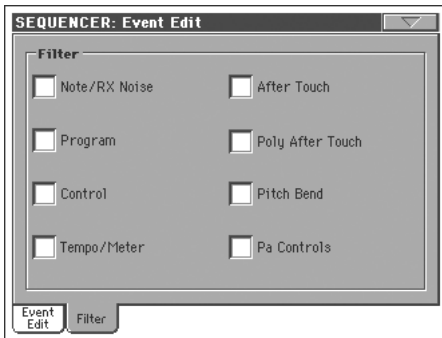 SEQUENCER: Event Edit
Filter
Note/RX Noise
After Touch
Program
Poly After Touch
Control
Pitch Bend
Tempo/Meter
Pa Controls
Event
Edit
Filter